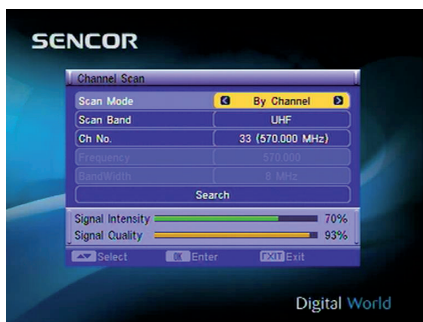 SENCOR
Channel Scan
Scan Mode By Channel
Scan Band UHF
Ch No. 33 (570.000 MHz)
Frequency 570.000
BandWidth 8 MHz
Search
Signal Intensity 70%
Signal Quality 93%
Select OK Enter EXIT Exit
Digital World